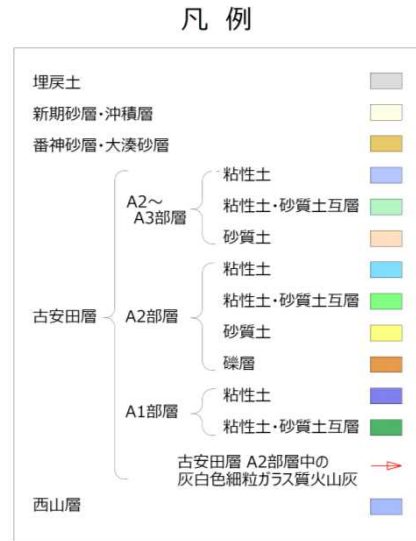 凡 例
埋戻土
新期砂層・沖積層
番神砂層・大湊砂層
古安田層
A2～
A3部層
粘性土
粘性土・砂質土互層
砂質土
A2部層
粘性土
粘性土・砂質土互層
砂質土
礫層
A1部層
粘性土
粘性土・砂質土互層
古安田層 A2部層中の
灰白色細粒ガラス質火山灰
西山層